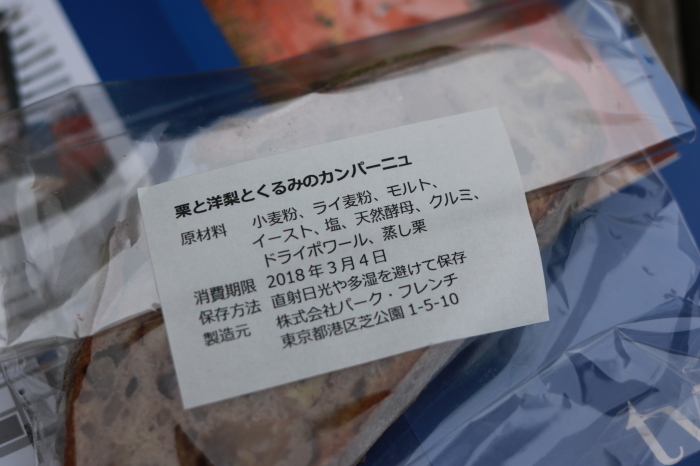 栗と洋梨とくるみのカンパーニュ
原材料 小麦粉、ライ麦粉、モルト、
イースト、塩、天然酵母、クルミ、
ドライポワール、蒸し栗
消費期限 2018年3月4日
保存方法 直射日光や多湿を避けて保存
製造元 株式会社パーク・フレンチ
東京都港区芝公園 1-5-10